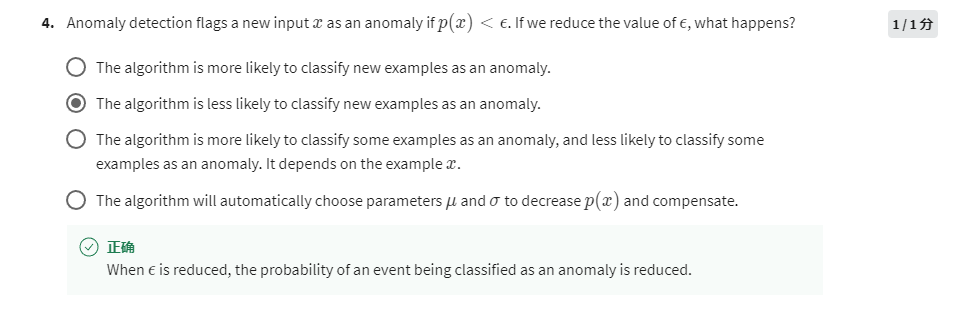 4. Anomaly detection flags a new input x as an anomaly if p(x) < ϵ. If we reduce the value of ϵ, what happens?
1 / 1 分
The algorithm is more likely to classify new examples as an anomaly.
The algorithm is less likely to classify new examples as an anomaly.
The algorithm is more likely to classify some examples as an anomaly, and less likely to classify some
examples as an anomaly. It depends on the example x.
The algorithm will automatically choose parameters μ and σ to decrease p(x) and compensate.
正确
When ϵ is reduced, the probability of an event being classified as an anomaly is reduced.